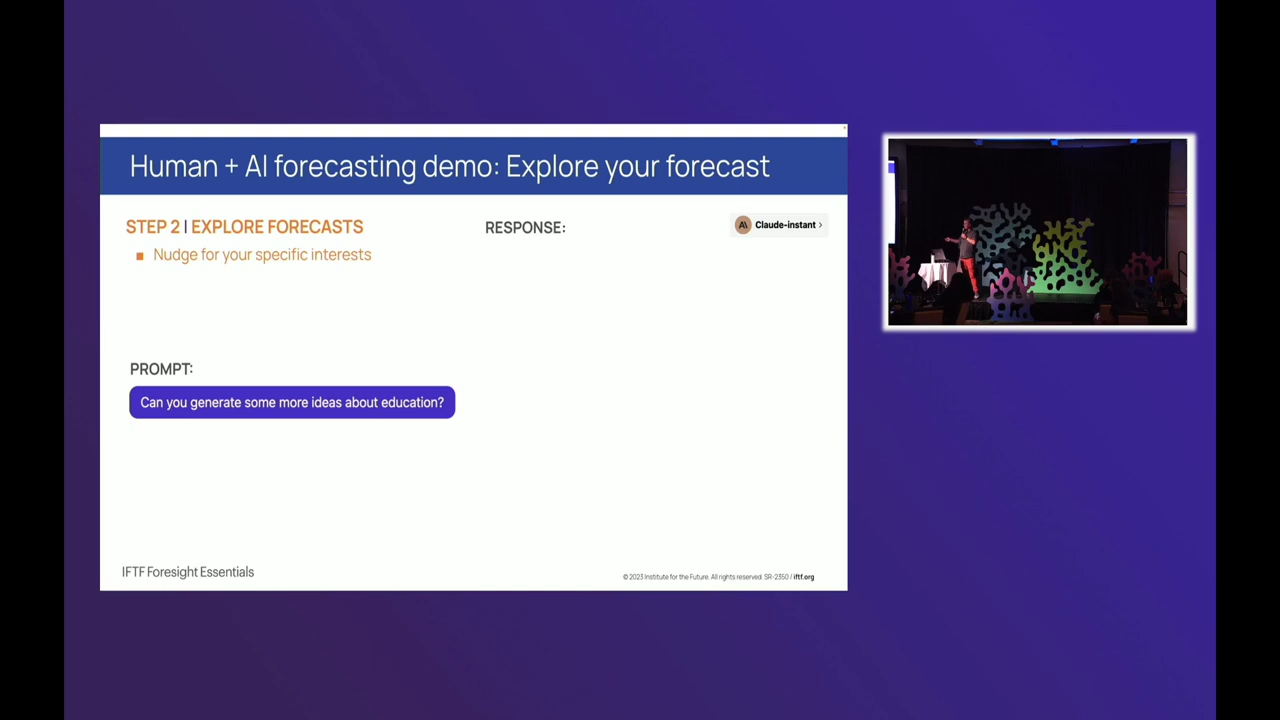 Human + AI forecasting demo: Explore your forecast
STEP 2 | EXPLORE FORECASTS
■ Nudge for your specific interests
RESPONSE:
Claude-instant ›
PROMPT:
Can you generate some more ideas about education?
IFTF Foresight Essentials
© 2023 Institute for the Future. All rights reserved. SR-2350 / iftf.org